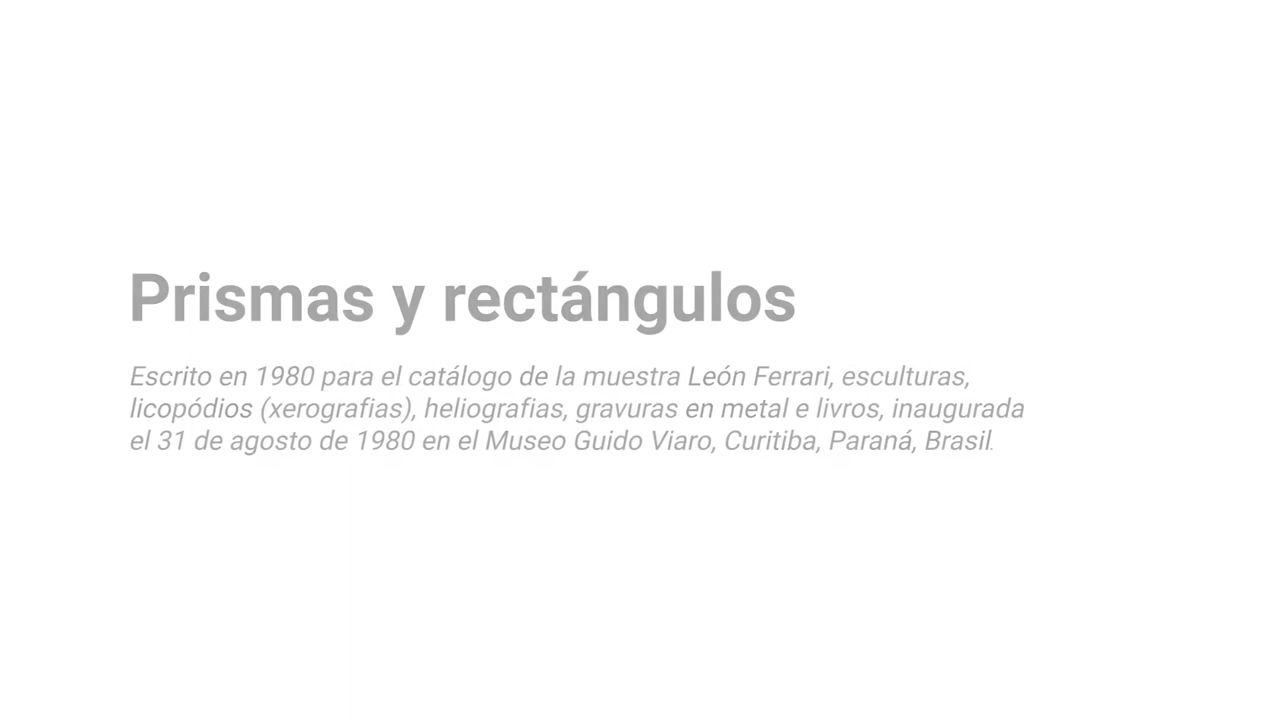 Prismas y rectángulos
Escrito en 1980 para el catálogo de la muestra León Ferrari, esculturas,
licopódios (xerografias), heliografias, gravuras en metal e livros, inaugurada
el 31 de agosto de 1980 en el Museo Guido Viaro, Curitiba, Paraná, Brasil.